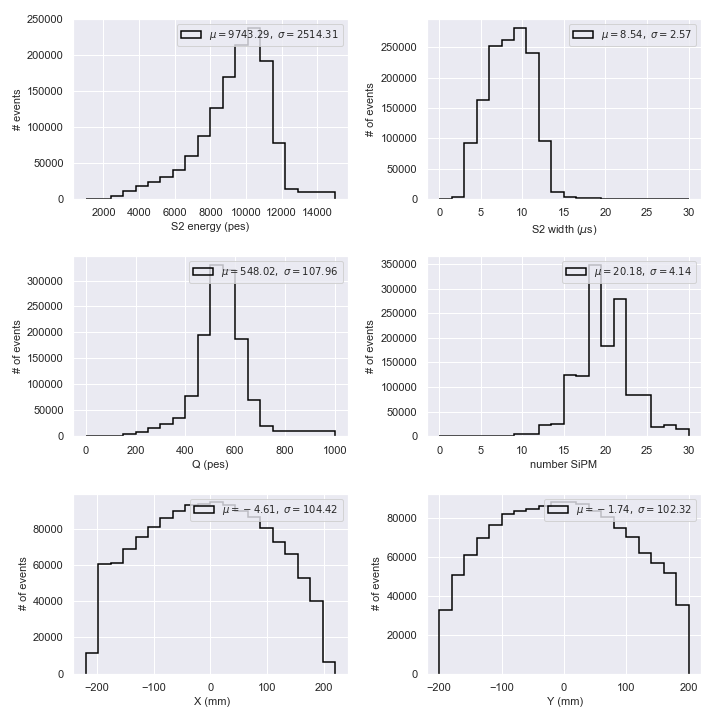 μ = 9743.29, σ = 2514.31
# events
250000
200000
150000
100000
50000
0
2000 4000 6000 8000 10000 12000 14000
S2 energy (pes)
μ = 8.54, σ = 2.57
# of events
250000
200000
150000
100000
50000
0
0 5 10 15 20 25 30
S2 width (μs)
μ = 548.02, σ = 107.96
# of events
300000
250000
200000
150000
100000
50000
0
0 200 400 600 800 1000
Q (pes)
μ = 20.18, σ = 4.14
# of events
350000
300000
250000
200000
150000
100000
50000
0
0 5 10 15 20 25 30
number SiPM
μ = −4.61, σ = 104.42
# of events
80000
60000
40000
20000
0
−200 −100 0 100 200
X (mm)
μ = −1.74, σ = 102.32
# of events
80000
60000
40000
20000
0
−200 −100 0 100 200
Y (mm)